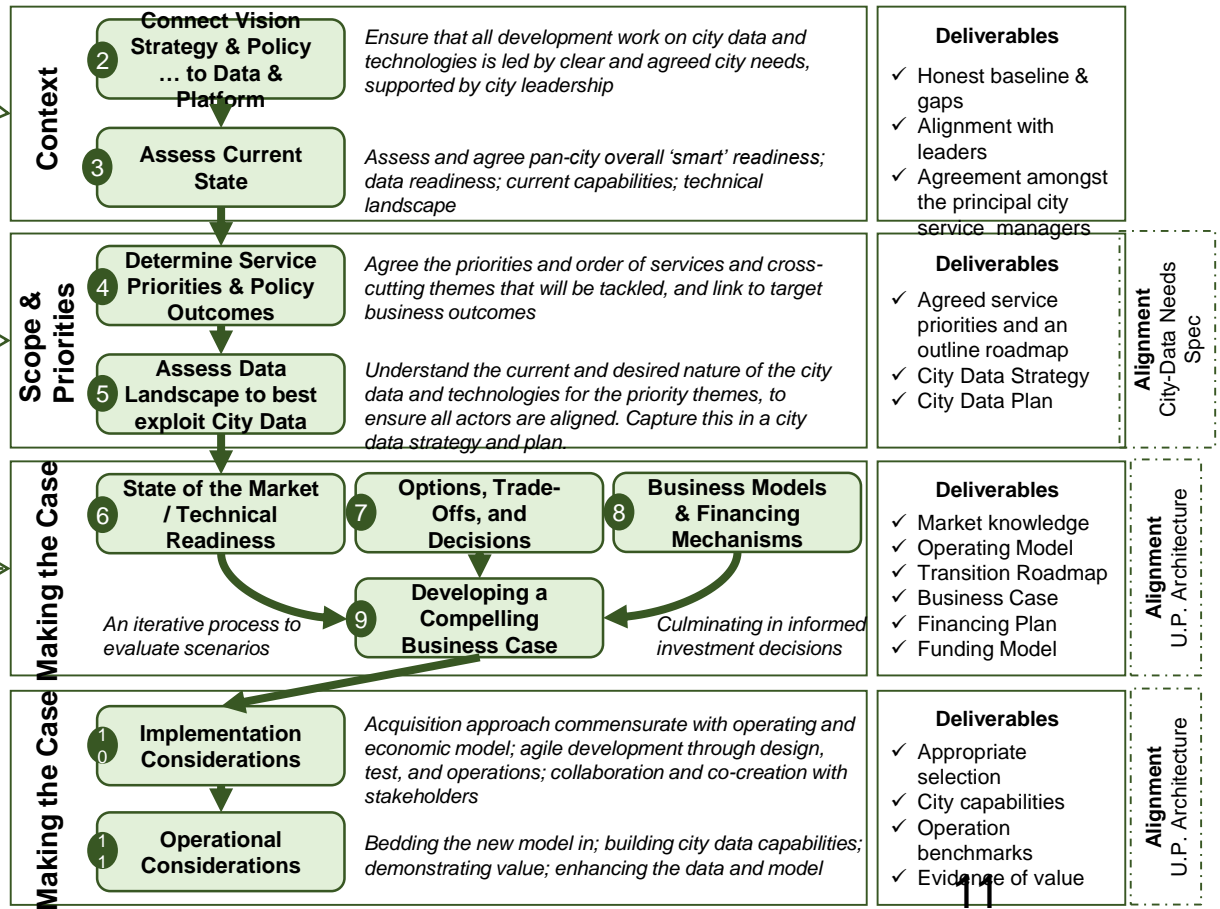 Context
2
Connect Vision
Strategy & Policy
… to Data &
Platform
Ensure that all development work on city data and
technologies is led by clear and agreed city needs,
supported by city leadership
3
Assess Current
State
Assess and agree pan-city overall ‘smart’ readiness;
data readiness; current capabilities; technical
landscape
Deliverables
✓ Honest baseline &
gaps
✓ Alignment with
leaders
✓ Agreement amongst
the principal city
service managers
Scope &
Priorities
4
Determine Service
Priorities & Policy
Outcomes
Agree the priorities and order of services and cross-
cutting themes that will be tackled, and link to target
business outcomes
5
Assess Data
Landscape to best
exploit City Data
Understand the current and desired nature of the city
data and technologies for the priority themes, to
ensure all actors are aligned. Capture this in a city
data strategy and plan.
Deliverables
✓ Agreed service
priorities and an
outline roadmap
✓ City Data Strategy
✓ City Data Plan
Alignment
City-Data Needs
Spec
Making the Case
6
State of the Market
/ Technical
Readiness
7
Options, Trade-
Offs, and
Decisions
8
Business Models
& Financing
Mechanisms
An iterative process to
evaluate scenarios
9
Developing a
Compelling
Business Case
Culminating in informed
investment decisions
Deliverables
✓ Market knowledge
✓ Operating Model
✓ Transition Roadmap
✓ Business Case
✓ Financing Plan
✓ Funding Model
Alignment
U.P. Architecture
Making the Case
10
Implementation
Considerations
Acquisition approach commensurate with operating and
economic model; agile development through design,
test, and operations; collaboration and co-creation with
stakeholders
11
Operational
Considerations
Bedding the new model in; building city data capabilities;
demonstrating value; enhancing the data and model
Deliverables
✓ Appropriate
selection
✓ City capabilities
✓ Operation
benchmarks
✓ Evidence of value
Alignment
U.P. Architecture
11